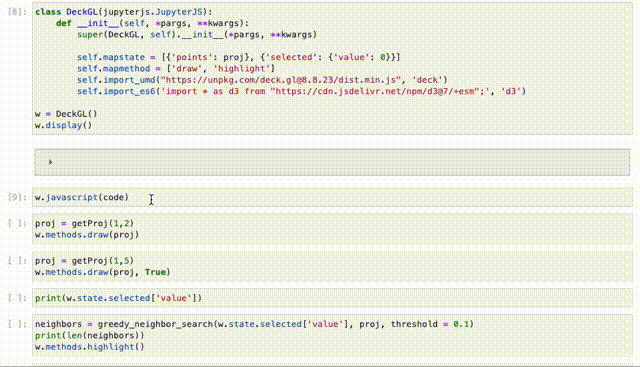 [8]: class DeckGL(jupyterjs.JupyterJS):
    def __init__(self, *pargs, **kwargs):
        super(DeckGL, self).__init__(*pargs, **kwargs)
        self.mapstate = [{'points': proj}, {'selected': {'value': 0}}]
        self.mapmethod = ['draw', 'highlight']
        self.import_umd("https://unpkg.com/deck.gl@8.8.23/dist.min.js", 'deck')
        self.import_es6('import * as d3 from "https://cdn.jsdelivr.net/npm/d3@7/+esm";', 'd3')
w = DeckGL()
w.display()
[9]: w.javascript(code)
[ ]: proj = getProj(1,2)
w.methods.draw(proj)
[ ]: proj = getProj(1,5)
w.methods.draw(proj, True)
[ ]: print(w.state.selected['value'])
[ ]: neighbors = greedy_neighbor_search(w.state.selected['value'], proj, threshold = 0.1)
print(len(neighbors))
w.methods.highlight()